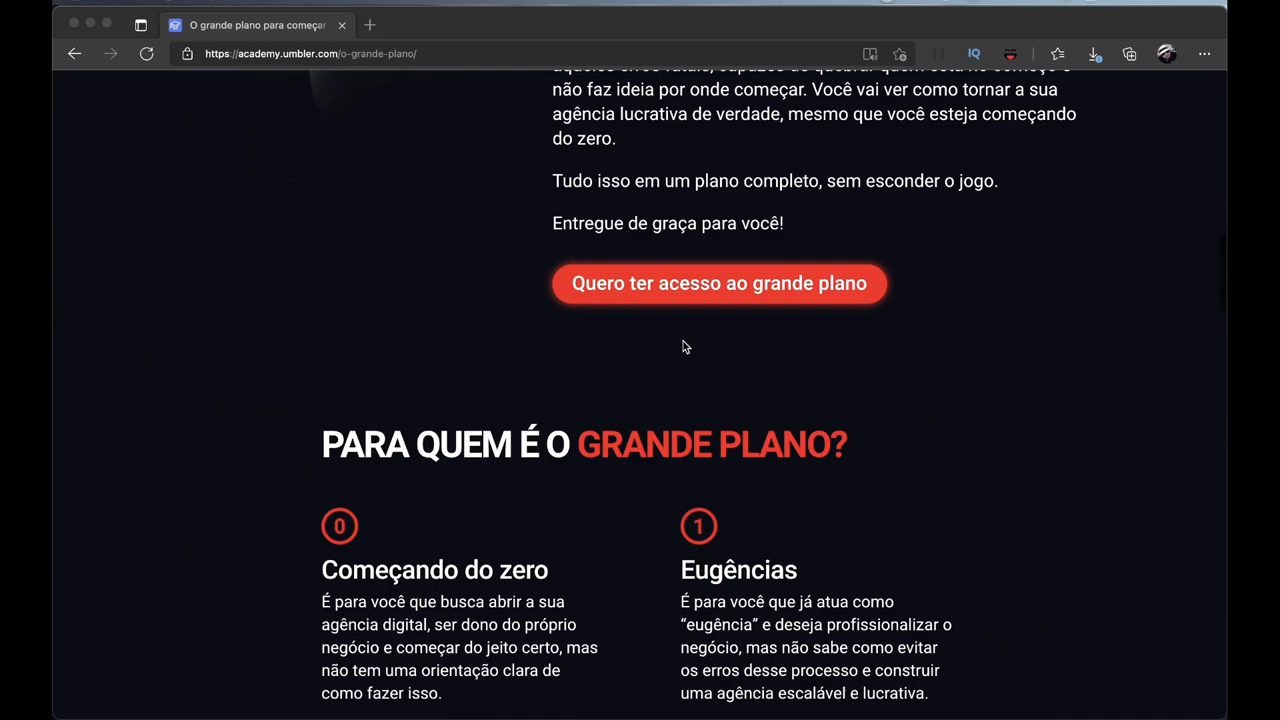 O grande plano para começar
https://academy.umbler.com/o-grande-plano/
IQ
não faz ideia por onde começar. Você vai ver como tornar a sua
agência lucrativa de verdade, mesmo que você esteja começando
do zero.
Tudo isso em um plano completo, sem esconder o jogo.
Entregue de graça para você!
Quero ter acesso ao grande plano
PARA QUEM É O GRANDE PLANO?
0
Começando do zero
É para você que busca abrir a sua
agência digital, ser dono do próprio
negócio e começar do jeito certo, mas
não tem uma orientação clara de
como fazer isso.
1
Eugências
É para você que já atua como
“eugência” e deseja profissionalizar o
negócio, mas não sabe como evitar
os erros desse processo e construir
uma agência escalável e lucrativa.